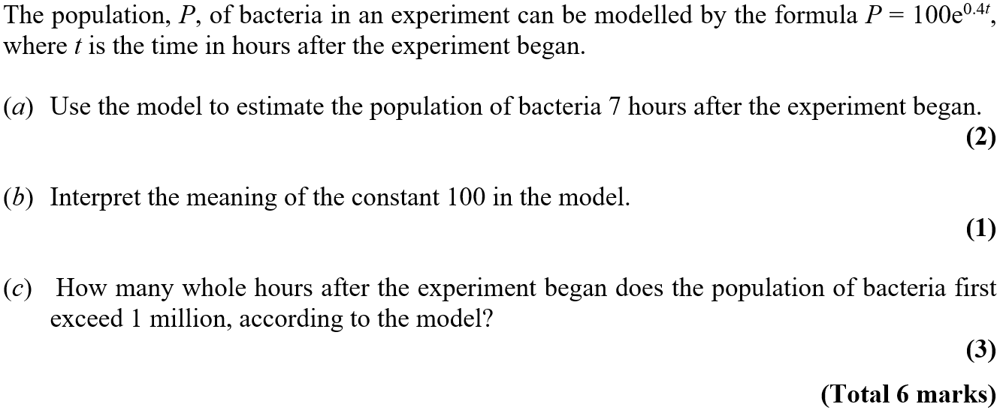 The population, P, of bacteria in an experiment can be modelled by the formula P = 100e^{0.4t},
where t is the time in hours after the experiment began.
(a) Use the model to estimate the population of bacteria 7 hours after the experiment began.
(2)
(b) Interpret the meaning of the constant 100 in the model.
(1)
(c) How many whole hours after the experiment began does the population of bacteria first
exceed 1 million, according to the model?
(3)
(Total 6 marks)